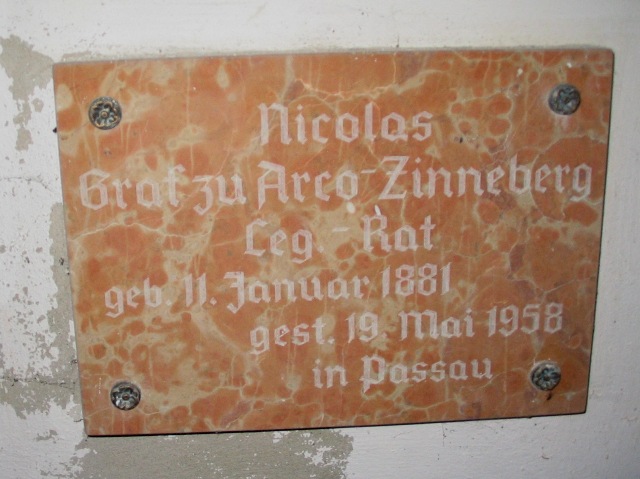 Nicolas
Graf zu Arco-Zinneberg
Leg.-Rat
geb. 11. Januar 1881
gest. 19. Mai 1958
in Passau